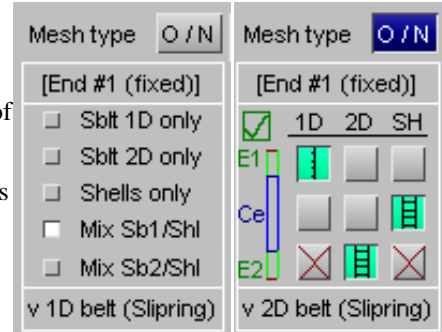 Mesh type O / N
[End #1 (fixed)]
Sblt 1D only
Sblt 2D only
Shells only
Mix Sb1/Shl
Mix Sb2/Shl
v 1D belt (Slipring)
of
s
Mesh type O / N
[End #1 (fixed)]
1D 2D SH
E1
Ce
E2
v 2D belt (Slipring)